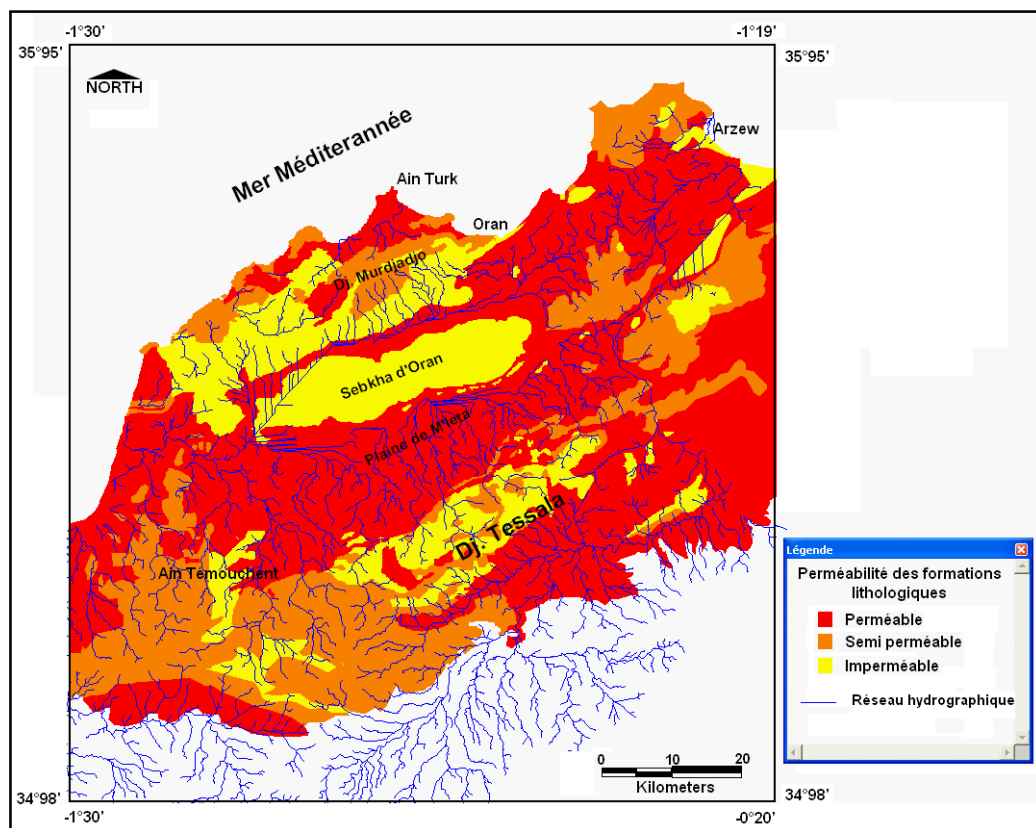 -1°30'
-1°19'
35°95'
35°95'
NORTH
Mer Méditerannée
Arzew
Ain Turk
Oran
Dj. Murdjadjo
Sebkha d'Oran
Plaine de M'leta
Dj. Tessala
Ain Témouchent
Légende
Perméabilité des formations
lithologiques
Perméable
Semi perméable
Imperméable
Réseau hydrographique
0 10 20
Kilometers
34°98'
34°98'
-1°30'
-0°20'